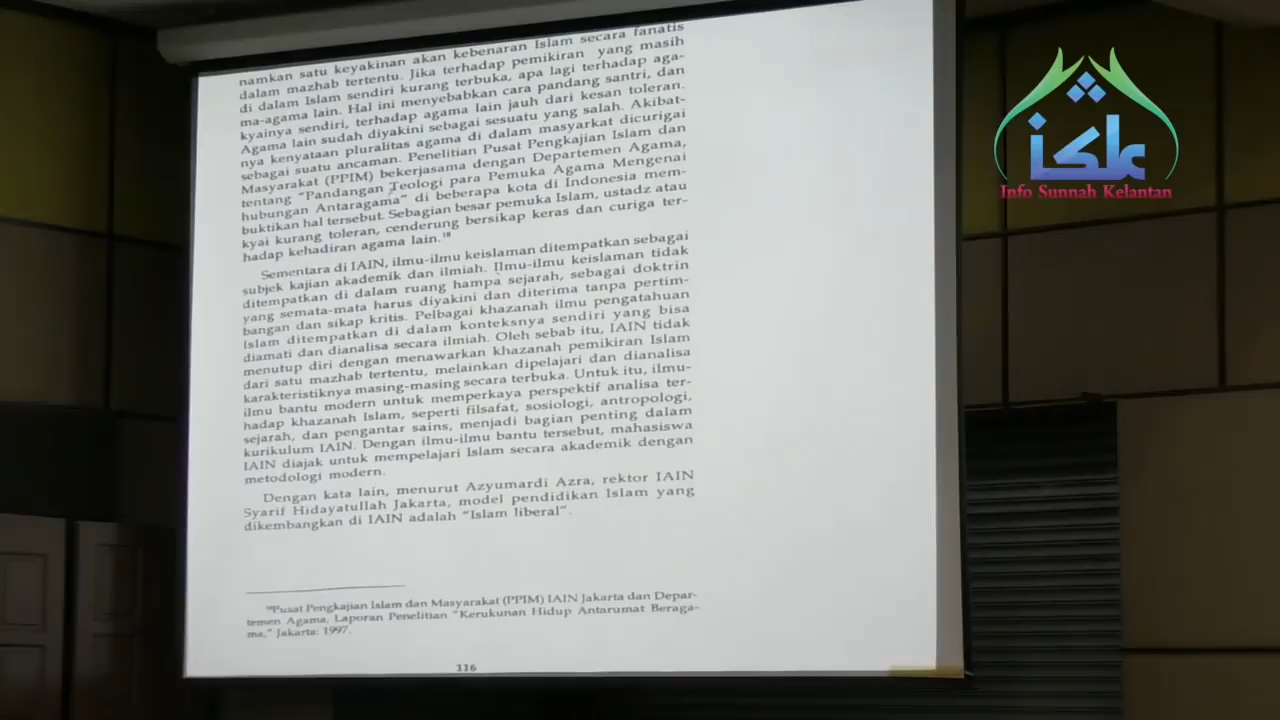 namkan satu keyakinan akan kebenaran Islam secara fanatis
dalam mazhab tertentu. Jika terhadap pemikiran yang masih
di dalam Islam sendiri kurang terbuka, apa lagi terhadap aga-
ma-agama lain. Hal ini menyebabkan cara pandang santri, dan
kyainya sendiri, terhadap agama lain jauh dari kesan toleran.
Agama lain sudah diyakini sebagai sesuatu yang salah. Akibat-
nya kenyataan pluralitas agama di dalam masyarkat dicurigai
sebagai suatu ancaman. Penelitian Pusat Pengkajian Islam dan
Masyarakat (PPIM) bekerjasama dengan Departemen Agama,
tentang "Pandangan Teologi para Pemuka Agama Mengenai
hubungan Antaragama" di beberapa kota di Indonesia mem-
buktikan hal tersebut. Sebagian besar pemuka Islam, ustadz atau
kyai kurang toleran, cenderung bersikap keras dan curiga ter-
hadap kehadiran agama lain.¹⁸
Sementara di IAIN, ilmu-ilmu keislaman ditempatkan sebagai
subjek kajian akademik dan ilmiah. Ilmu-ilmu keislaman tidak
ditempatkan di dalam ruang hampa sejarah, sebagai doktrin
yang semata-mata harus diyakini dan diterima tanpa pertim-
bangan dan sikap kritis. Pelbagai khazanah ilmu pengatahuan
Islam ditempatkan di dalam konteksnya sendiri yang bisa
diamati dan dianalisa secara ilmiah. Oleh sebab itu, IAIN tidak
menutup diri dengan menawarkan khazanah pemikiran Islam
dari satu mazhab tertentu, melainkan dipelajari dan dianalisa
karakteristiknya masing-masing secara terbuka. Untuk itu, ilmu-
ilmu bantu modern untuk memperkaya perspektif analisa ter-
hadap khazanah Islam, seperti filsafat, sosiologi, antropologi,
sejarah, dan pengantar sains, menjadi bagian penting dalam
kurikulum IAIN. Dengan ilmu-ilmu bantu tersebut, mahasiswa
IAIN diajak untuk mempelajari Islam secara akademik dengan
metodologi modern.
Dengan kata lain, menurut Azyumardi Azra, rektor IAIN
Syarif Hidayatullah Jakarta, model pendidikan Islam yang
dikembangkan di IAIN adalah "Islam liberal".
¹⁸Pusat Pengkajian Islam dan Masyarakat (PPIM) IAIN Jakarta dan Depar-
temen Agama, Laporan Penelitian "Kerukunan Hidup Antarumat Beraga-
ma," Jakarta: 1997.
116
Info Sunnah Kelantan